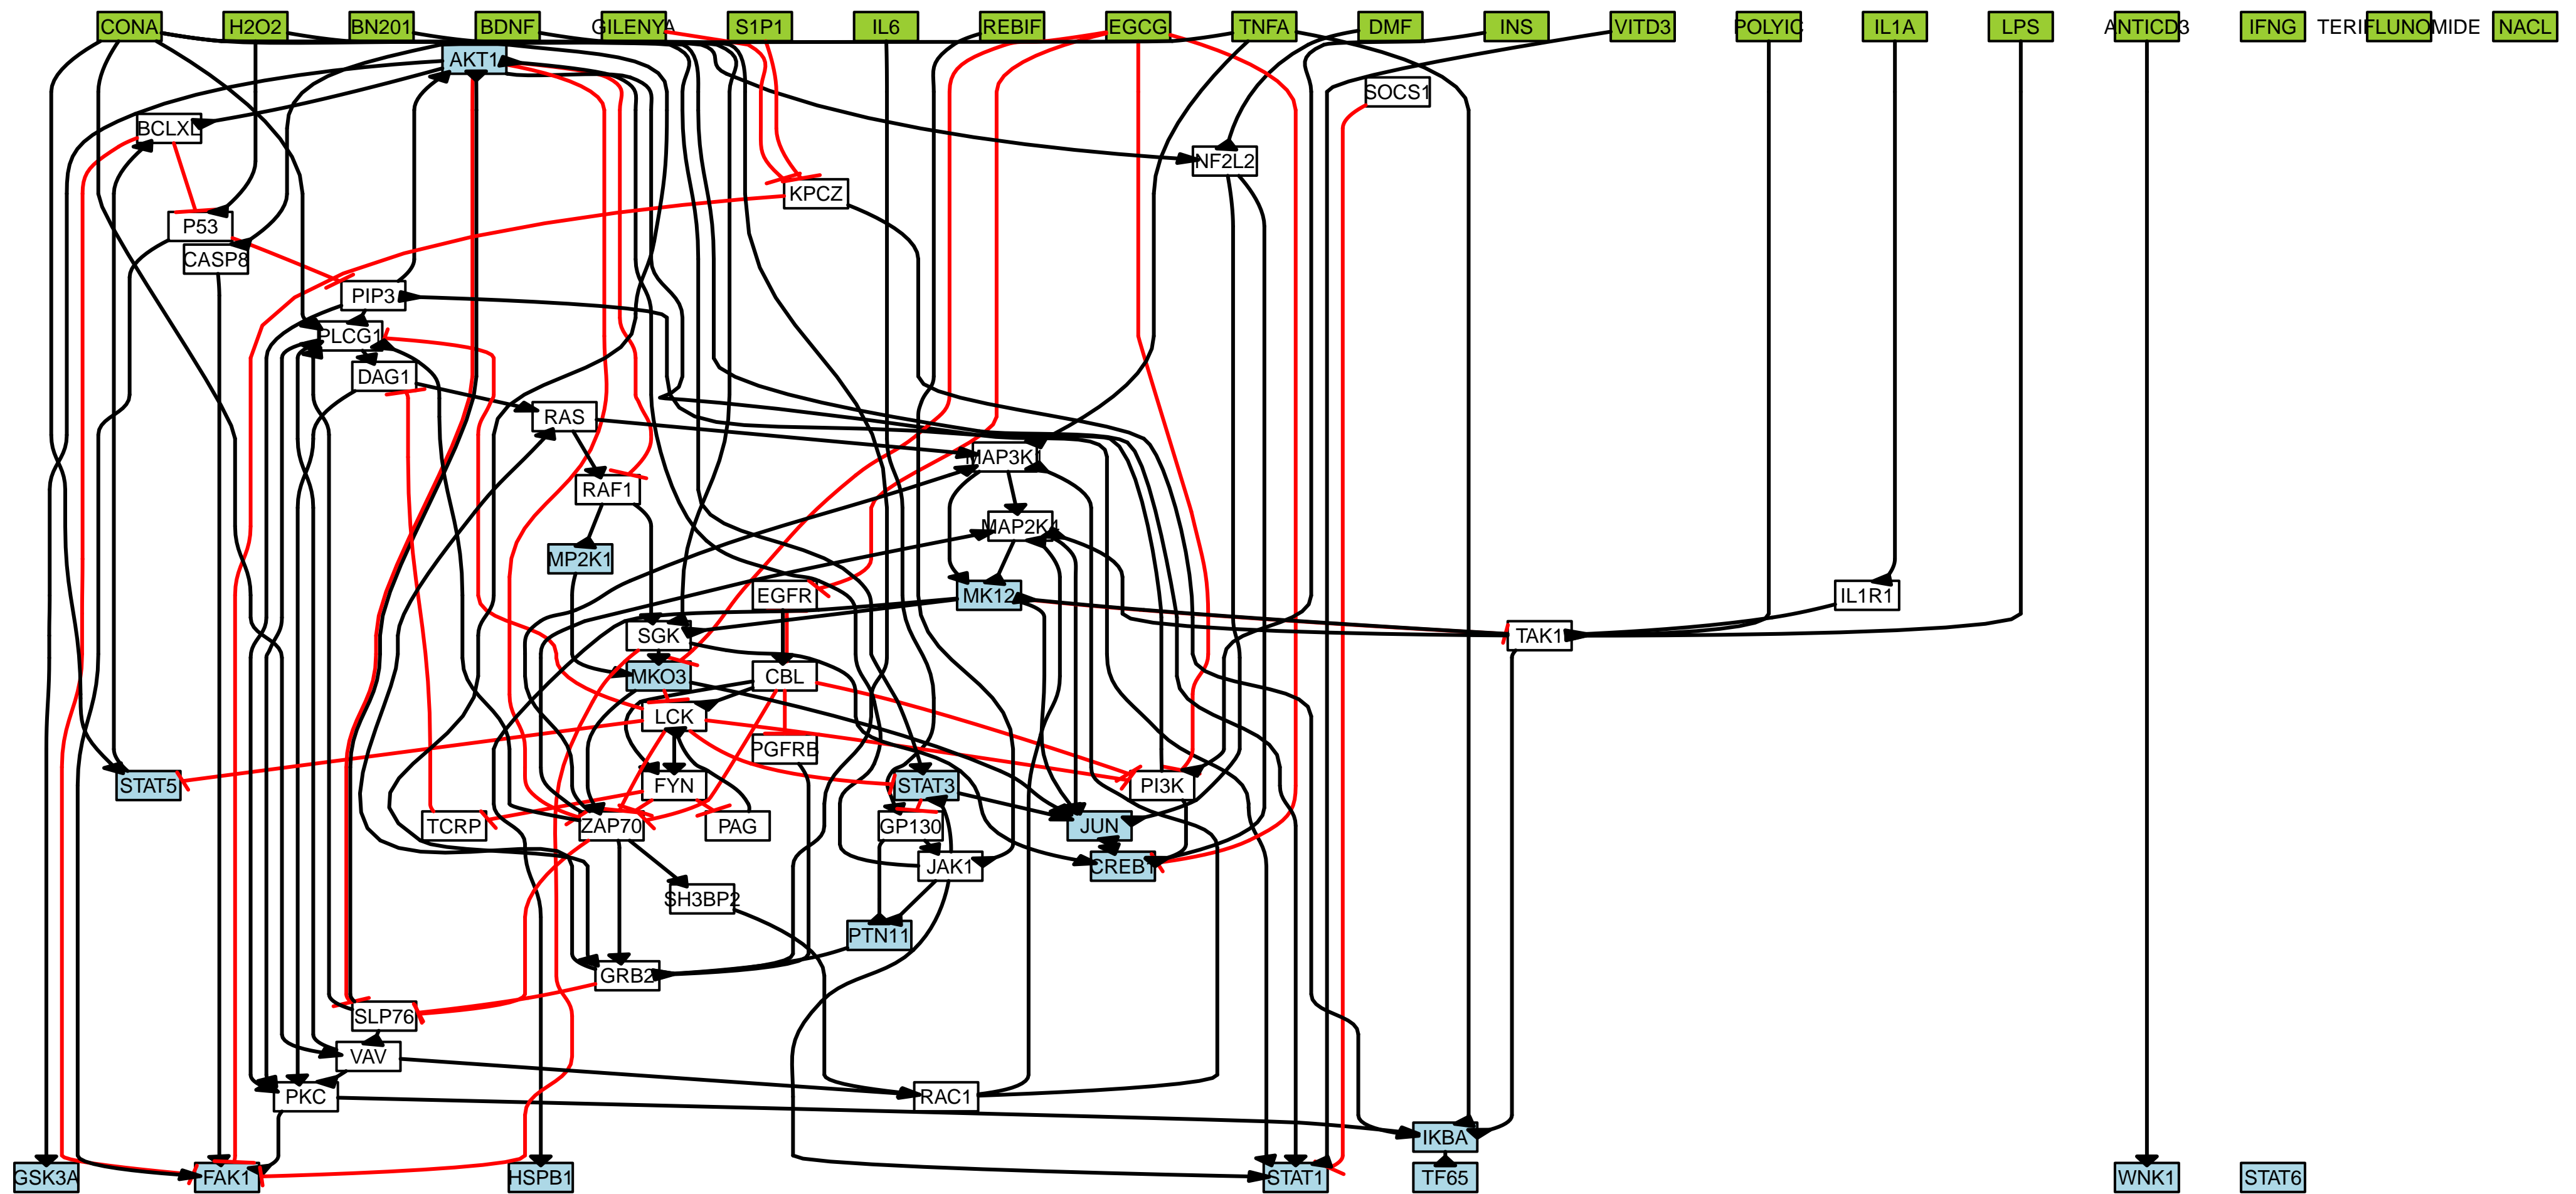 CONA H2O2 BN201 BDNF GILENYA S1P1 IL6 REBIF EGCG TNFA DMF INS VITD3 POLYIC IL1A LPS ANTICD3 IFNG TERIFLUNOMIDE NACL
AKT1
SOCS1
BCLXL
NF2L2
KPCZ
P53
CASP8
PIP3
PLCG1
DAG1
RAS
MAP3K1
RAF1
MAP2K4
MP2K1
EGFR MK12 IL1R1
SGK TAK1
MKO3 CBL
LCK
PGFRB
STAT5 FYN STAT3 PI3K
TCRP ZAP70 PAG GP130 JUN
JAK1 CREB1
SH3BP2
PTN11
GRB2
SLP76
VAV
PKC RAC1
IKBA
GSK3A FAK1 HSPB1 STAT1 TF65 WNK1 STAT6